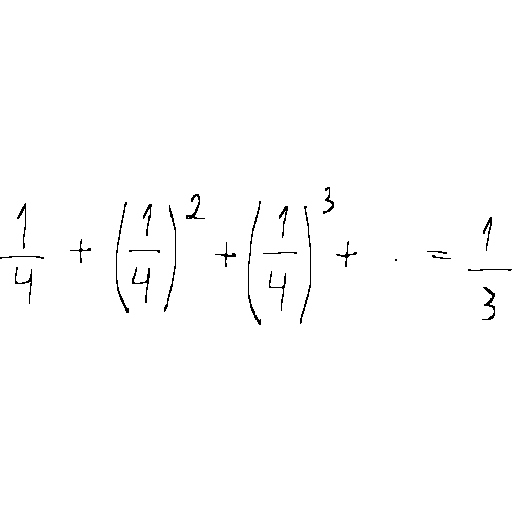 1/4 + (1/4)^2 + (1/4)^3 + . = 1/3